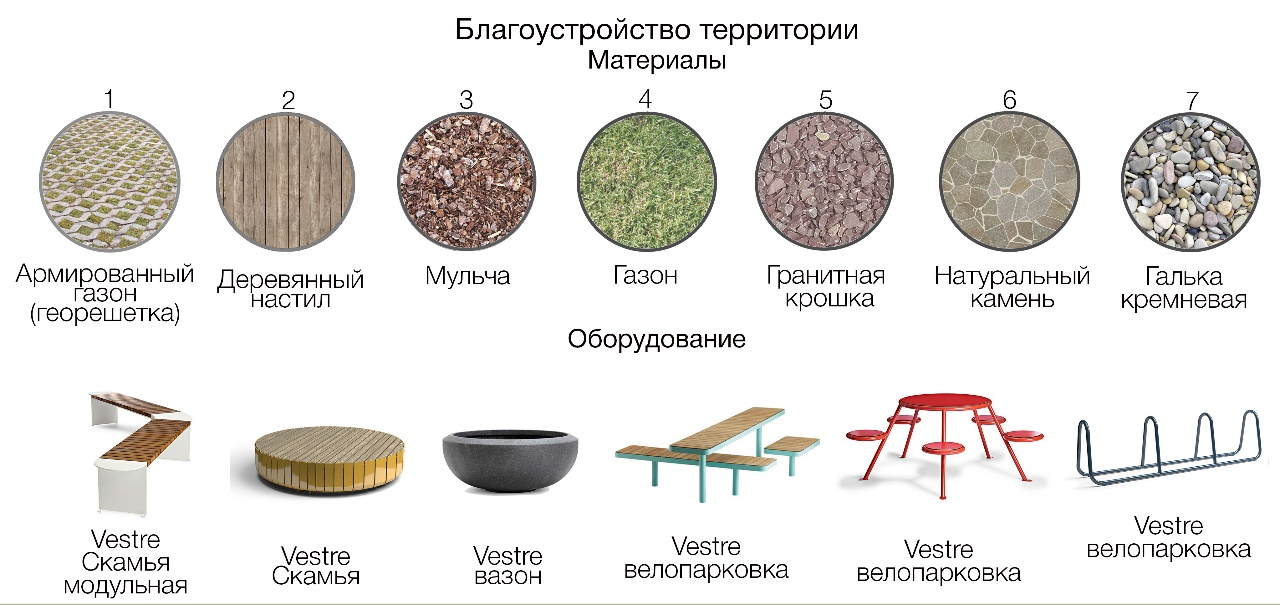 Благоустройство территории
Материалы
1 2 3 4 5 6 7
Армированный
газон
(георешетка)
Деревянный
настил
Мульча
Газон
Гранитная
крошка
Натуральный
камень
Галька
кремневая
Оборудование
Vestre
Скамья
модульная
Vestre
Скамья
Vestre
вазон
Vestre
велопарковка
Vestre
велопарковка
Vestre
велопарковка